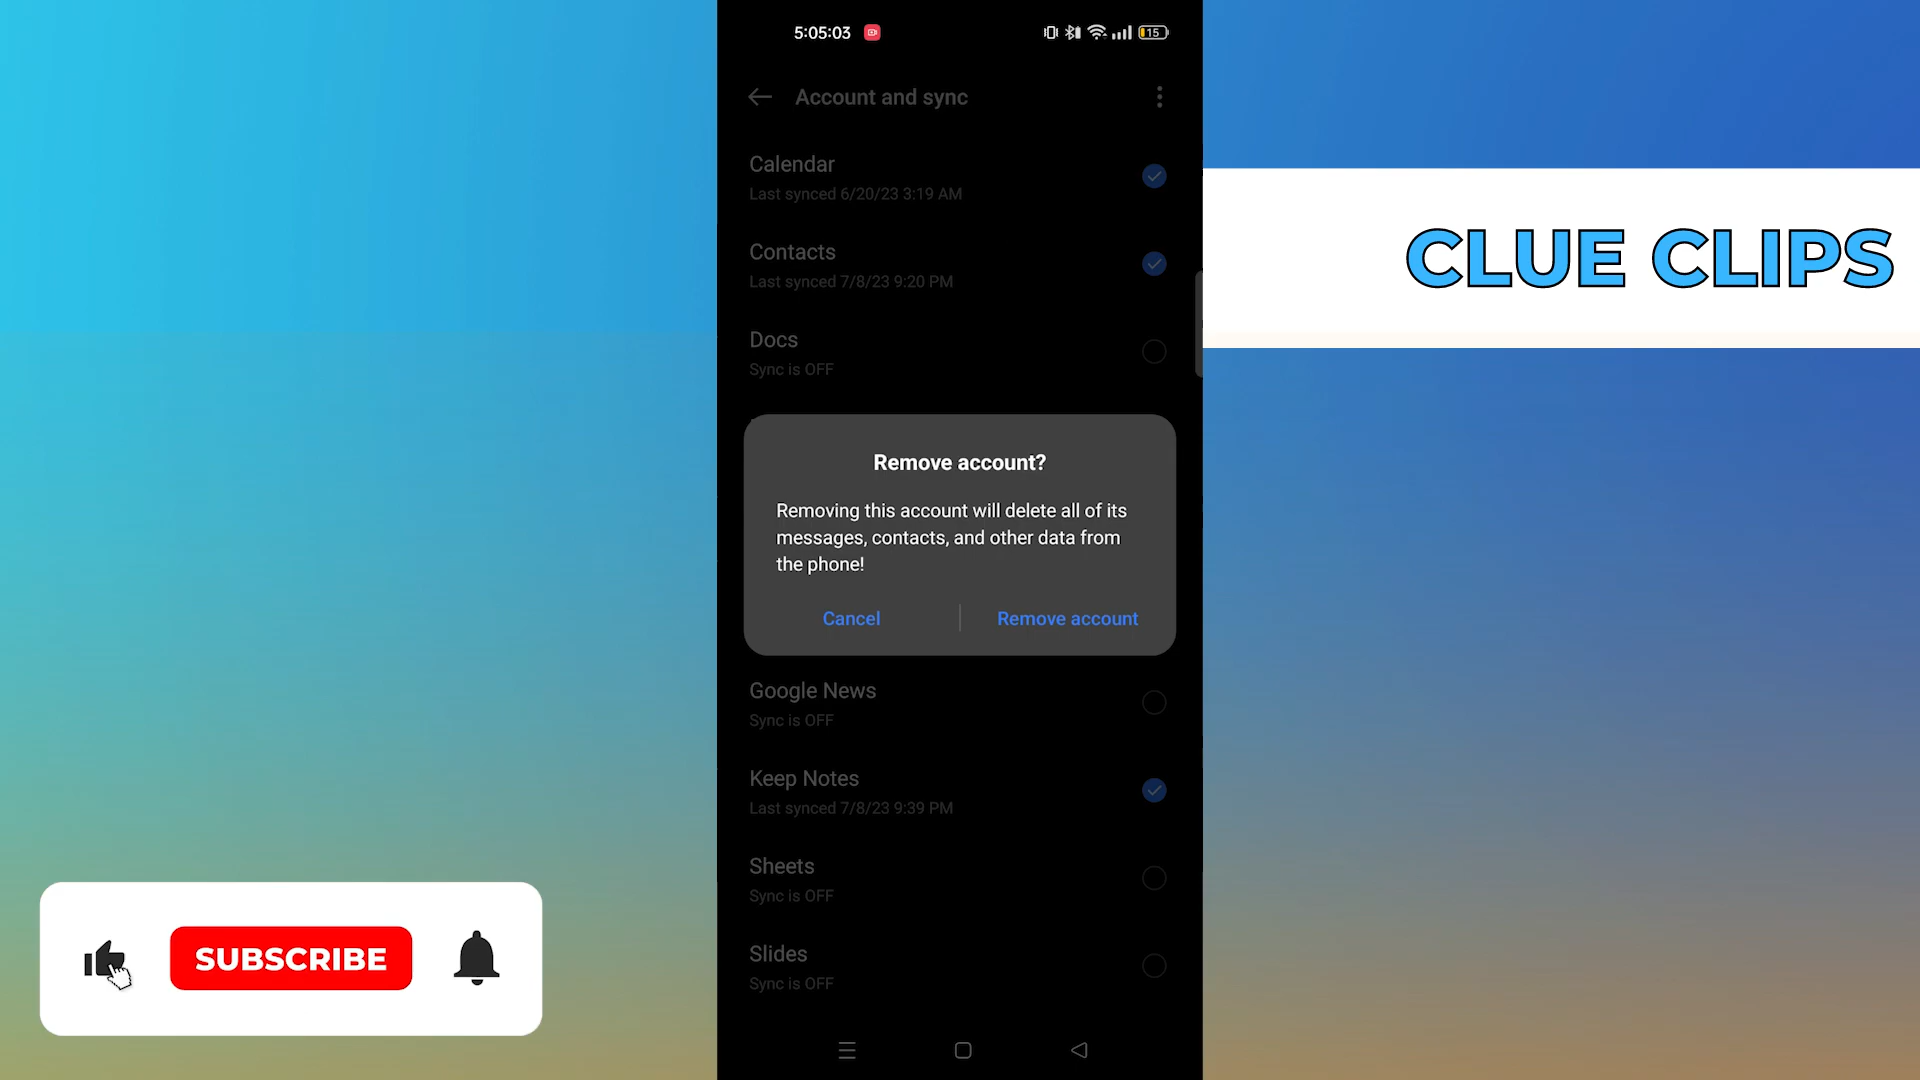 5:05:03
15
Account and sync
Calendar
Last synced 6/20/23 3:19 AM
Contacts
Last synced 7/8/23 9:20 PM
Docs
Sync is OFF
Remove account?
Removing this account will delete all of its
messages, contacts, and other data from
the phone!
Cancel
Remove account
Google News
Sync is OFF
Keep Notes
Last synced 7/8/23 9:39 PM
Sheets
Sync is OFF
Slides
Sync is OFF
CLUE CLIPS
SUBSCRIBE